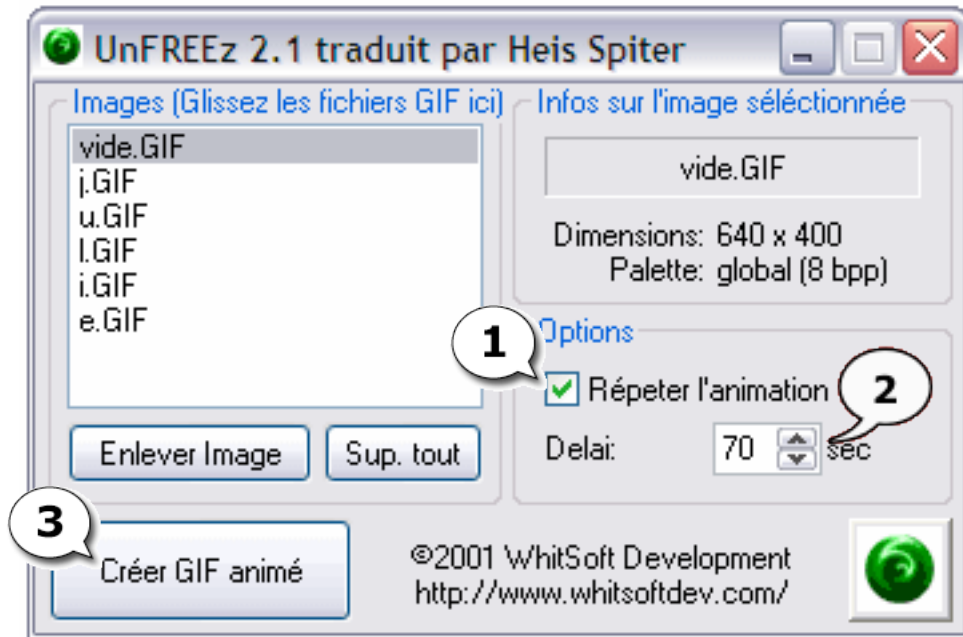 UnFREEz 2.1 traduit par Heis Spiter
Images (Glissez les fichiers GIF ici)
vide.GIF
j.GIF
u.GIF
l.GIF
i.GIF
e.GIF
Enlever Image
Sup. tout
Infos sur l'image séléctionnée
vide.GIF
Dimensions: 640 x 400
Palette: global (8 bpp)
Options
1
Répeter l'animation
2
Delai: 70 sec
3
Créer GIF animé
©2001 WhitSoft Development
http://www.whitsoftdev.com/